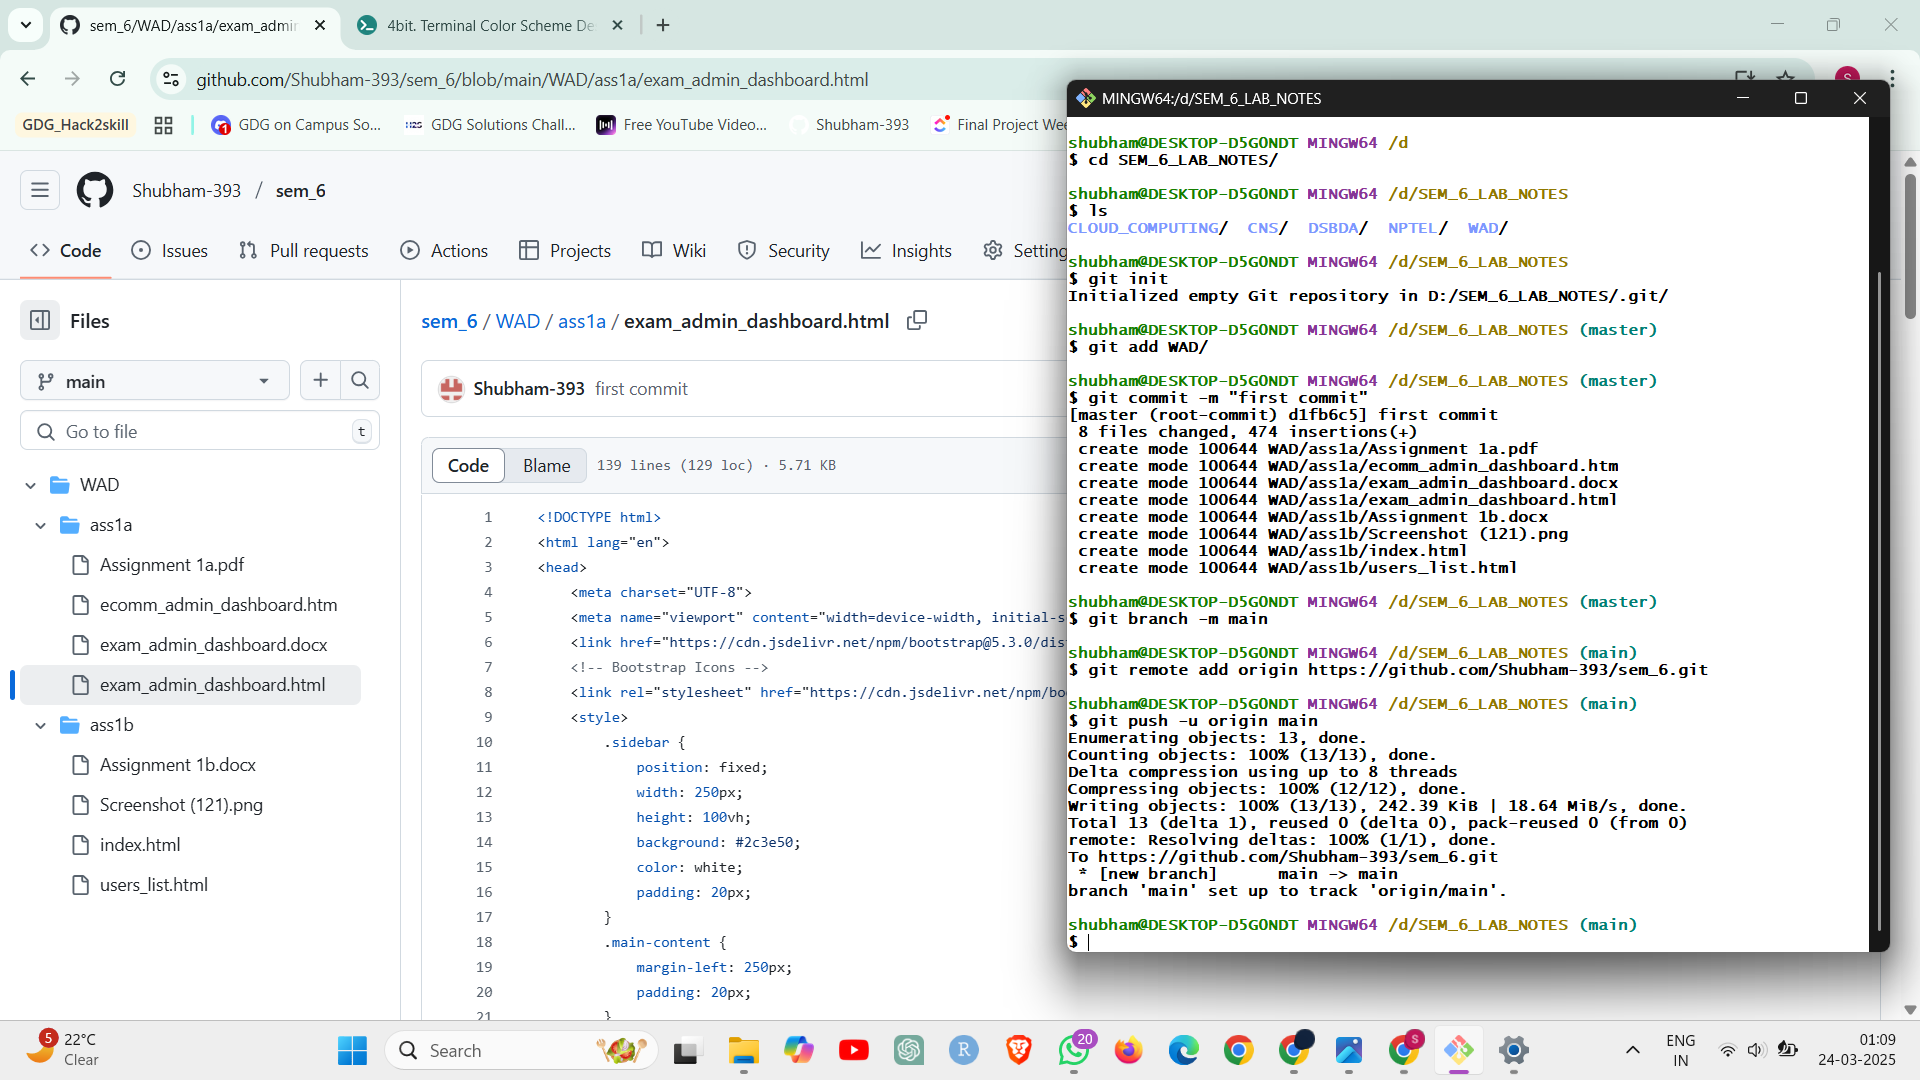 sem_6/WAD/ass1a/exam_admin
4bit. Terminal Color Scheme De
github.com/Shubham-393/sem_6/blob/main/WAD/ass1a/exam_admin_dashboard.html
GDG_Hack2skill
GDG on Campus So...
H2S
GDG Solutions Chall...
Free YouTube Video...
Shubham-393
Final Project We
Shubham-393 / sem_6
Code
Issues
Pull requests
Actions
Projects
Wiki
Security
Insights
Setting
Files
main
Go to file
t
WAD
ass1a
Assignment 1a.pdf
ecomm_admin_dashboard.htm
exam_admin_dashboard.docx
exam_admin_dashboard.html
ass1b
Assignment 1b.docx
Screenshot (121).png
index.html
users_list.html
sem_6 / WAD / ass1a / exam_admin_dashboard.html
Shubham-393 first commit
Code
Blame
139 lines (129 loc) · 5.71 KB
1 <!DOCTYPE html>
2 <html lang="en">
3 <head>
4 <meta charset="UTF-8">
5 <meta name="viewport" content="width=device-width, initial-s
6 <link href="https://cdn.jsdelivr.net/npm/bootstrap@5.3.0/dis
7 <!-- Bootstrap Icons -->
8 <link rel="stylesheet" href="https://cdn.jsdelivr.net/npm/bo
9 <style>
10 .sidebar {
11 position: fixed;
12 width: 250px;
13 height: 100vh;
14 background: #2c3e50;
15 color: white;
16 padding: 20px;
17 }
18 .main-content {
19 margin-left: 250px;
20 padding: 20px;
21 }
MINGW64:/d/SEM_6_LAB_NOTES
shubham@DESKTOP-D5G0NDT MINGW64 /d
$ cd SEM_6_LAB_NOTES/
shubham@DESKTOP-D5G0NDT MINGW64 /d/SEM_6_LAB_NOTES
$ ls
CLOUD_COMPUTING/ CNS/ DSBDA/ NPTEL/ WAD/
shubham@DESKTOP-D5G0NDT MINGW64 /d/SEM_6_LAB_NOTES
$ git init
Initialized empty Git repository in D:/SEM_6_LAB_NOTES/.git/
shubham@DESKTOP-D5G0NDT MINGW64 /d/SEM_6_LAB_NOTES (master)
$ git add WAD/
shubham@DESKTOP-D5G0NDT MINGW64 /d/SEM_6_LAB_NOTES (master)
$ git commit -m "first commit"
[master (root-commit) d1fb6c5] first commit
8 files changed, 474 insertions(+)
create mode 100644 WAD/ass1a/Assignment 1a.pdf
create mode 100644 WAD/ass1a/ecomm_admin_dashboard.htm
create mode 100644 WAD/ass1a/exam_admin_dashboard.docx
create mode 100644 WAD/ass1a/exam_admin_dashboard.html
create mode 100644 WAD/ass1b/Assignment 1b.docx
create mode 100644 WAD/ass1b/Screenshot (121).png
create mode 100644 WAD/ass1b/index.html
create mode 100644 WAD/ass1b/users_list.html
shubham@DESKTOP-D5G0NDT MINGW64 /d/SEM_6_LAB_NOTES (master)
$ git branch -m main
shubham@DESKTOP-D5G0NDT MINGW64 /d/SEM_6_LAB_NOTES (main)
$ git remote add origin https://github.com/Shubham-393/sem_6.git
shubham@DESKTOP-D5G0NDT MINGW64 /d/SEM_6_LAB_NOTES (main)
$ git push -u origin main
Enumerating objects: 13, done.
Counting objects: 100% (13/13), done.
Delta compression using up to 8 threads
Compressing objects: 100% (12/12), done.
Writing objects: 100% (13/13), 242.39 KiB | 18.64 MiB/s, done.
Total 13 (delta 1), reused 0 (delta 0), pack-reused 0 (from 0)
remote: Resolving deltas: 100% (1/1), done.
To https://github.com/Shubham-393/sem_6.git
* [new branch] main -> main
branch 'main' set up to track 'origin/main'.
shubham@DESKTOP-D5G0NDT MINGW64 /d/SEM_6_LAB_NOTES (main)
$
5
22°C
Clear
Search
R
20
S
ENG
IN
01:09
24-03-2025